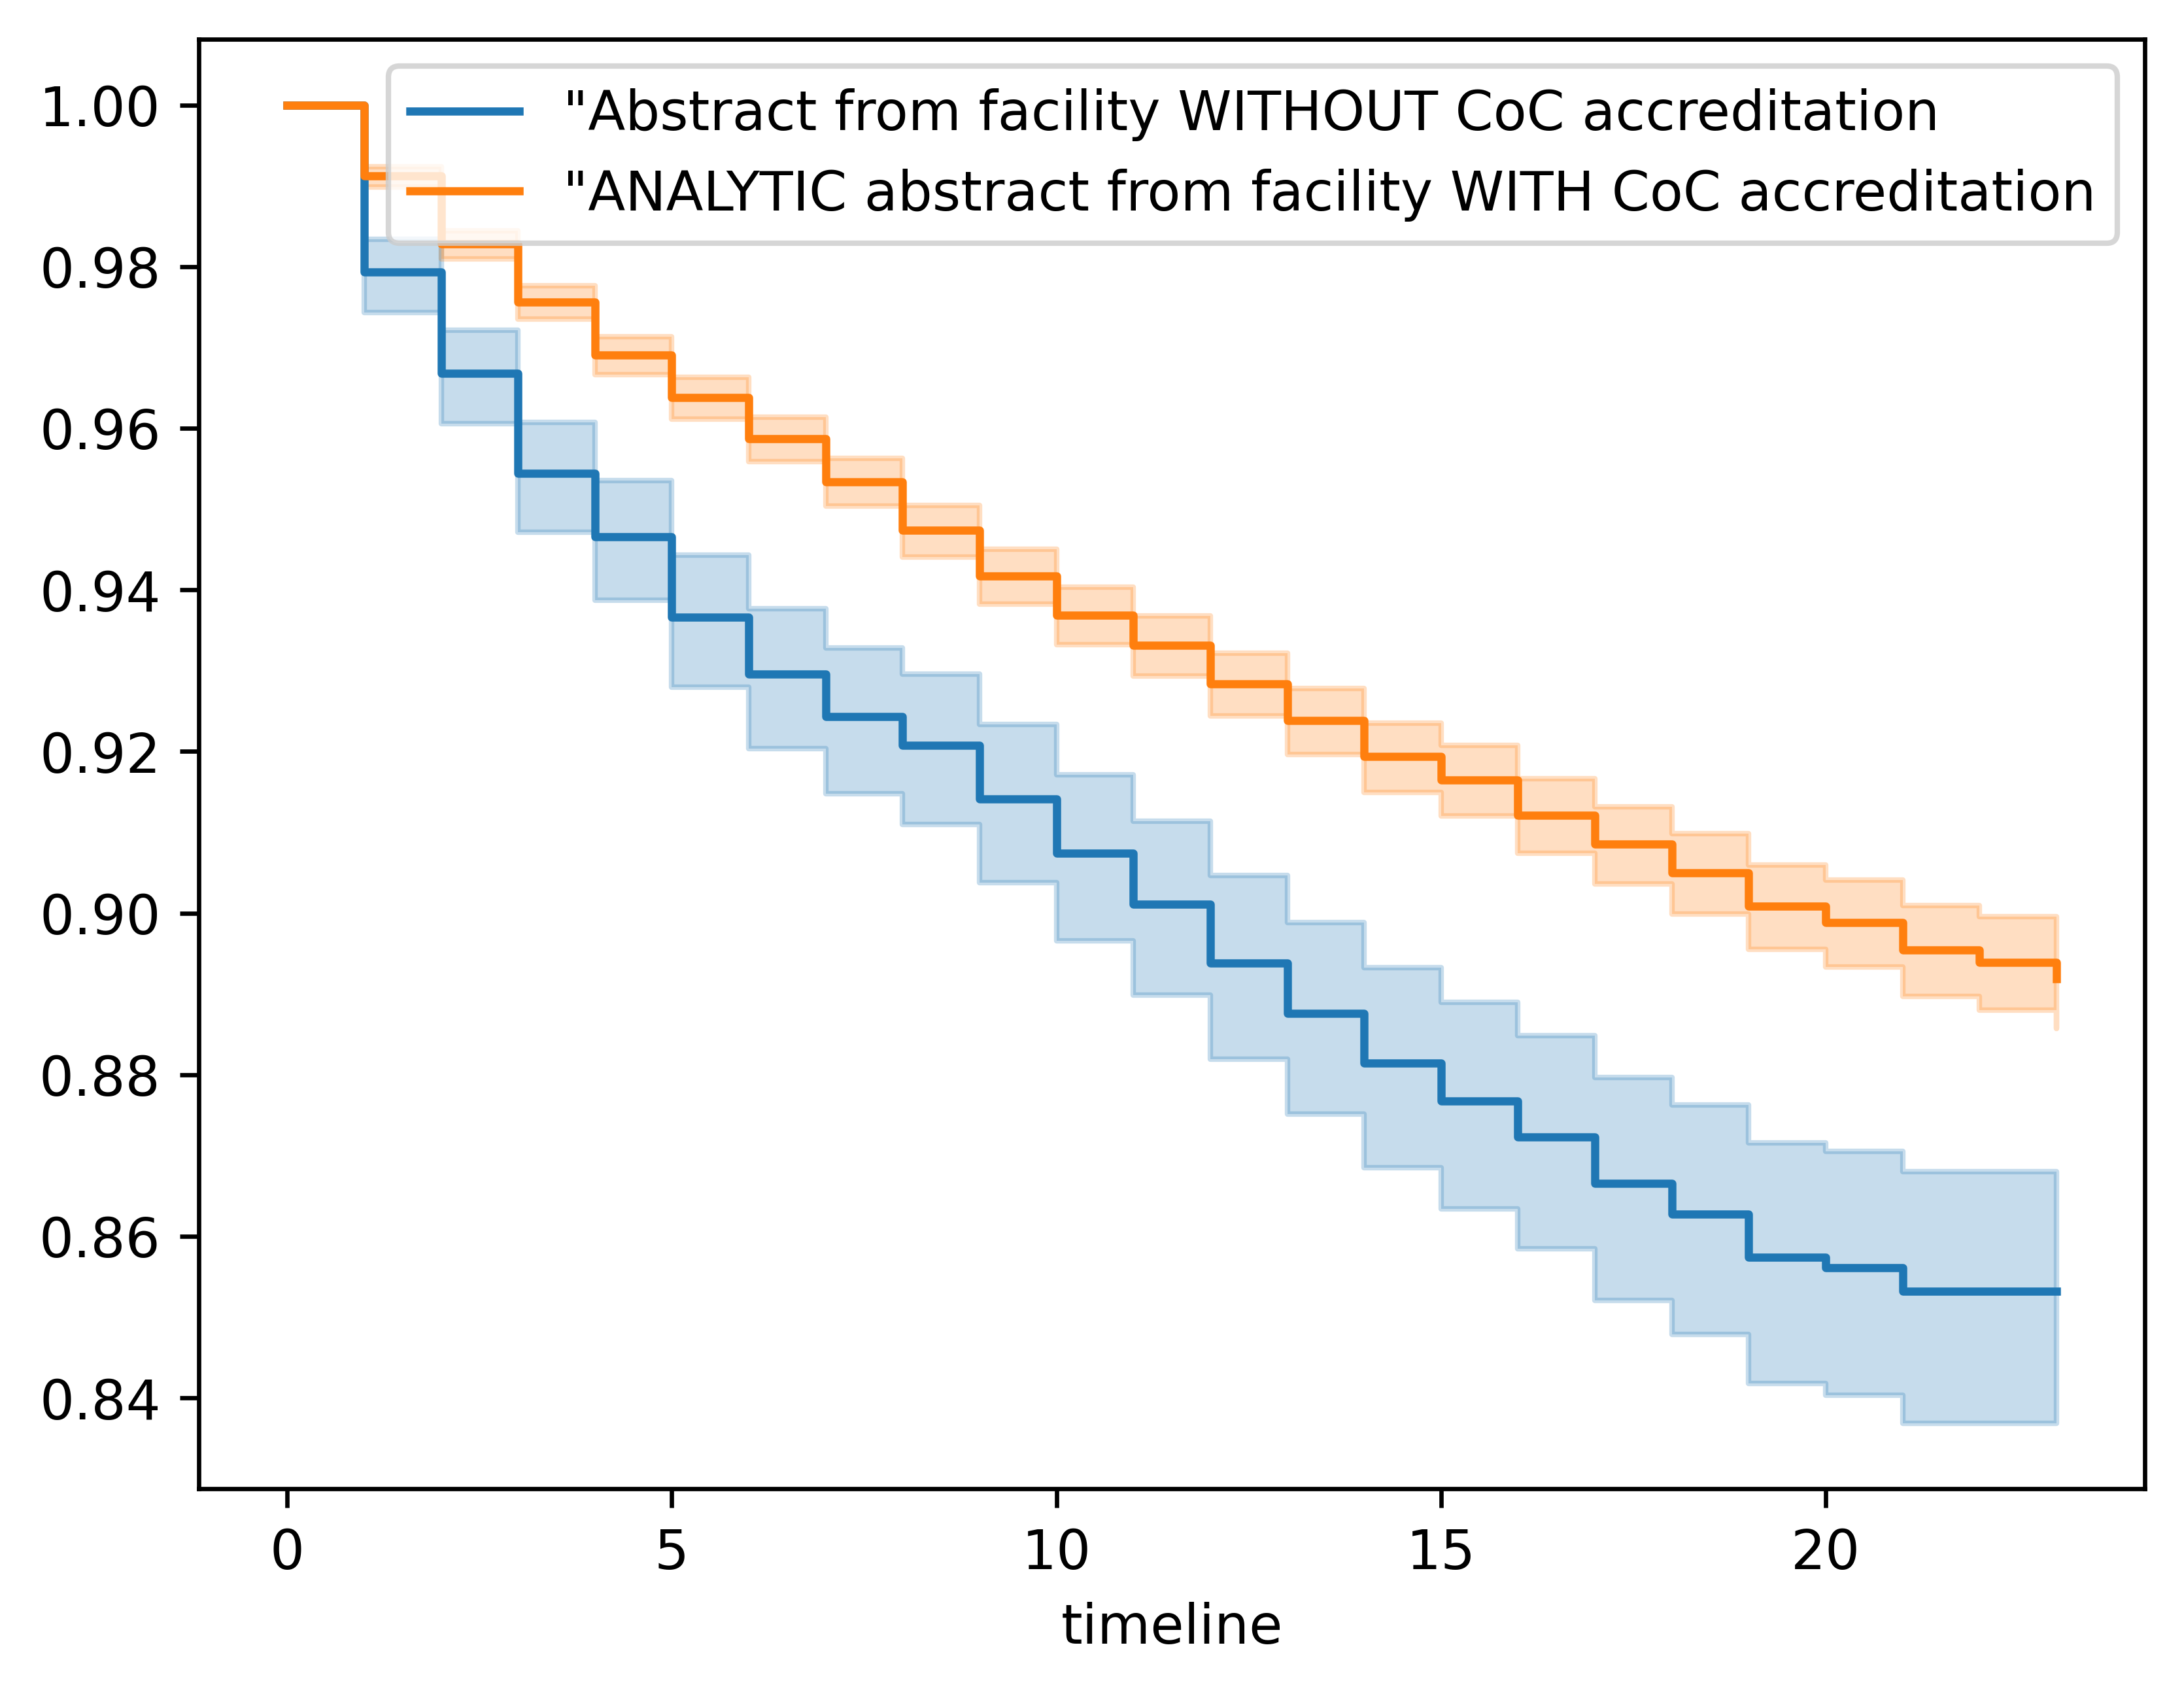 "Abstract from facility WITHOUT CoC accreditation
"ANALYTIC abstract from facility WITH CoC accreditation
1.00
0.98
0.96
0.94
0.92
0.90
0.88
0.86
0.84
0 5 10 15 20
timeline